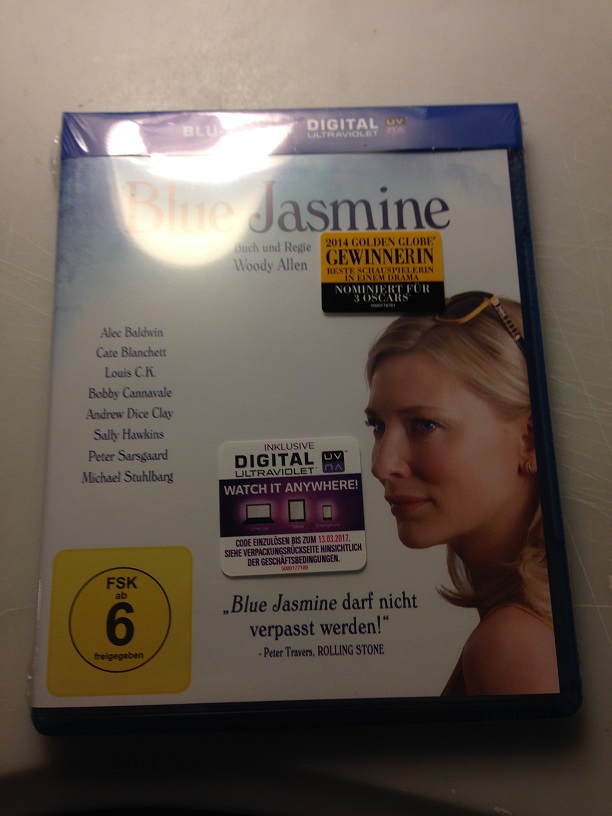 DIGITAL
ULTRAVIOLET
UV
Blue Jasmine
Buch und Regie
Woody Allen
2014 GOLDEN GLOBE®
GEWINNERIN
BESTE SCHAUSPIELERIN
IN EINEM DRAMA
NOMINIERT FÜR
3 OSCARS®
Alec Baldwin
Cate Blanchett
Louis C.K.
Bobby Cannavale
Andrew Dice Clay
Sally Hawkins
Peter Sarsgaard
Michael Stuhlbarg
INKLUSIVE
DIGITAL
ULTRAVIOLET™
UV
WATCH IT ANYWHERE!
CODE EINZULÖSEN BIS ZUM 13.03.2017.
SIEHE VERPACKUNGSRÜCKSEITE HINSICHTLICH
DER GESCHÄFTSBEDINGUNGEN.
FSK
ab
6
freigegeben
„Blue Jasmine darf nicht
verpasst werden!“
- Peter Travers, ROLLING STONE